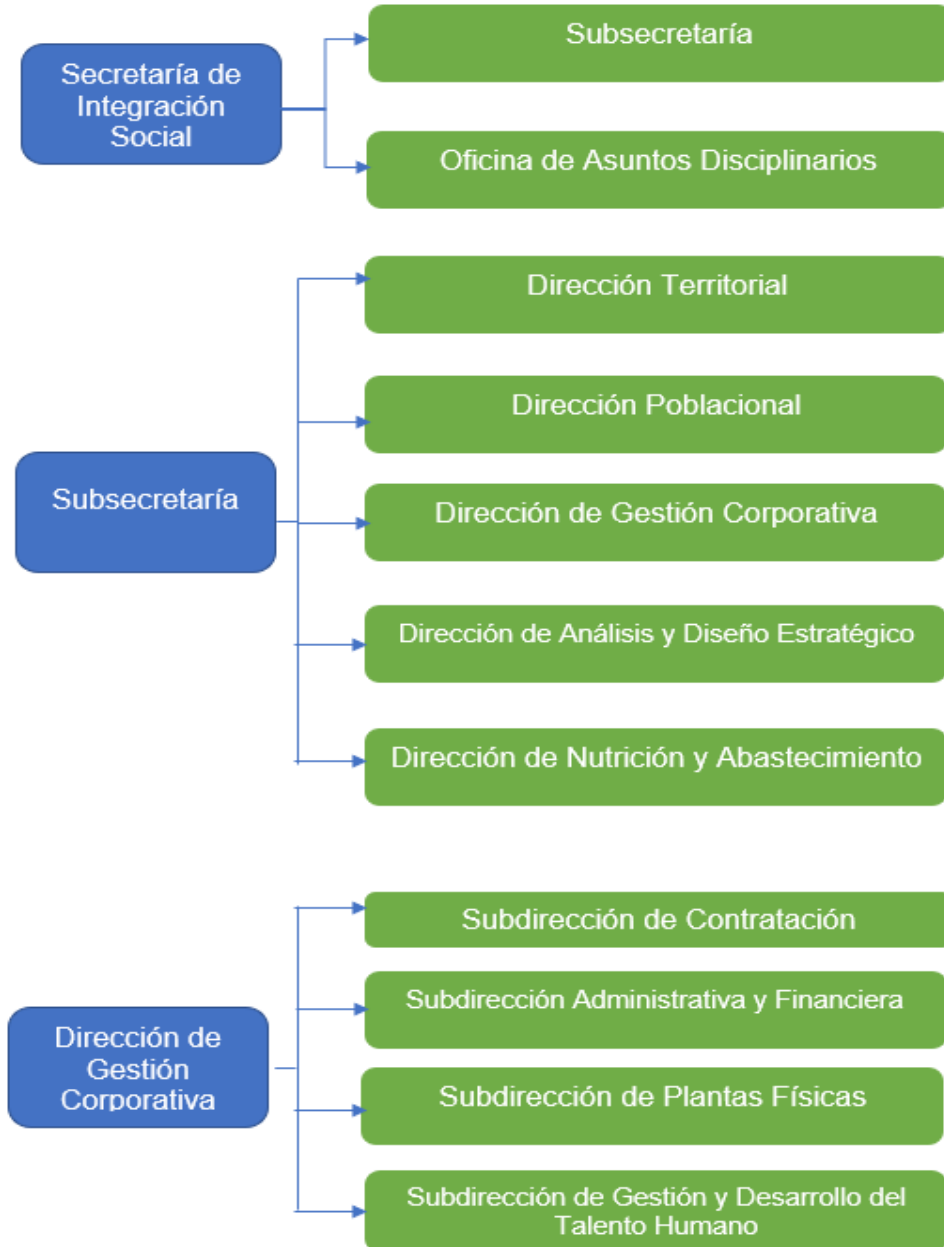 Secretaría de
Integración
Social
Subsecretaría
Oficina de Asuntos Disciplinarios
Subsecretaría
Dirección Territorial
Dirección Poblacional
Dirección de Gestión Corporativa
Dirección de Análisis y Diseño Estratégico
Dirección de Nutrición y Abastecimiento
Dirección de
Gestión
Corporativa
Subdirección de Contratación
Subdirección Administrativa y Financiera
Subdirección de Plantas Físicas
Subdirección de Gestión y Desarrollo del
Talento Humano